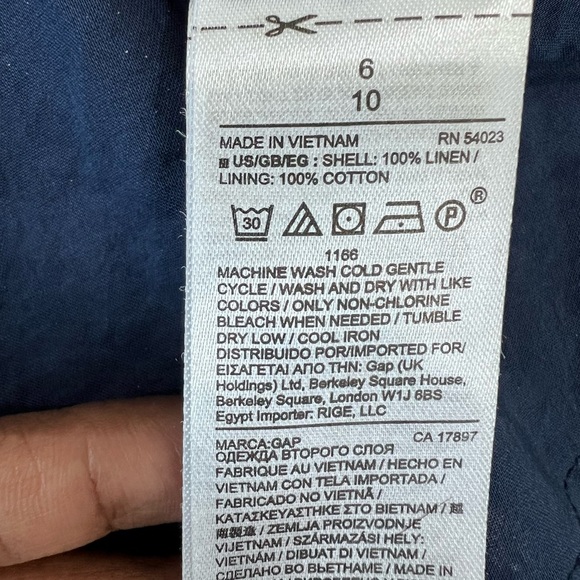 6
10
MADE IN VIETNAM RN 54023
US/GB/EG : SHELL: 100% LINEN /
LINING: 100% COTTON
30 P ®
1166
MACHINE WASH COLD GENTLE
CYCLE / WASH AND DRY WITH LIKE
COLORS / ONLY NON-CHLORINE
BLEACH WHEN NEEDED / TUMBLE
DRY LOW / COOL IRON
DISTRIBUIDO POR/IMPORTED FOR/
ΕΙΣΑΓΕΤΑΙ ΑΠΟ ΤΗΝ: Gap (UK
Holdings) Ltd, Berkeley Square House,
Berkeley Square, London W1J 6BS
Egypt Importer: RIGE, LLC
MARCA:GAP CA 17897
ОДЕЖДА ВТОРОГО СЛОЯ
FABRIQUE AU VIETNAM / HECHO EN
VIETNAM CON TELA IMPORTADA /
FABRICADO NO VIETNÃ /
ΚΑΤΑΣΚΕΥΑΣΤΗΚΕ ΣΤΟ ΒΙΕΤΝΑΜ / 越
南製造 / ZEMLJA PROIZVODNJE
VIJETNAM / SZÁRMAZÁSI HELY:
VIETNÁM / DIBUAT DI VIETNAM /
СДЕЛАНО ВО ВЬЕТНАМЕ / MADE IN